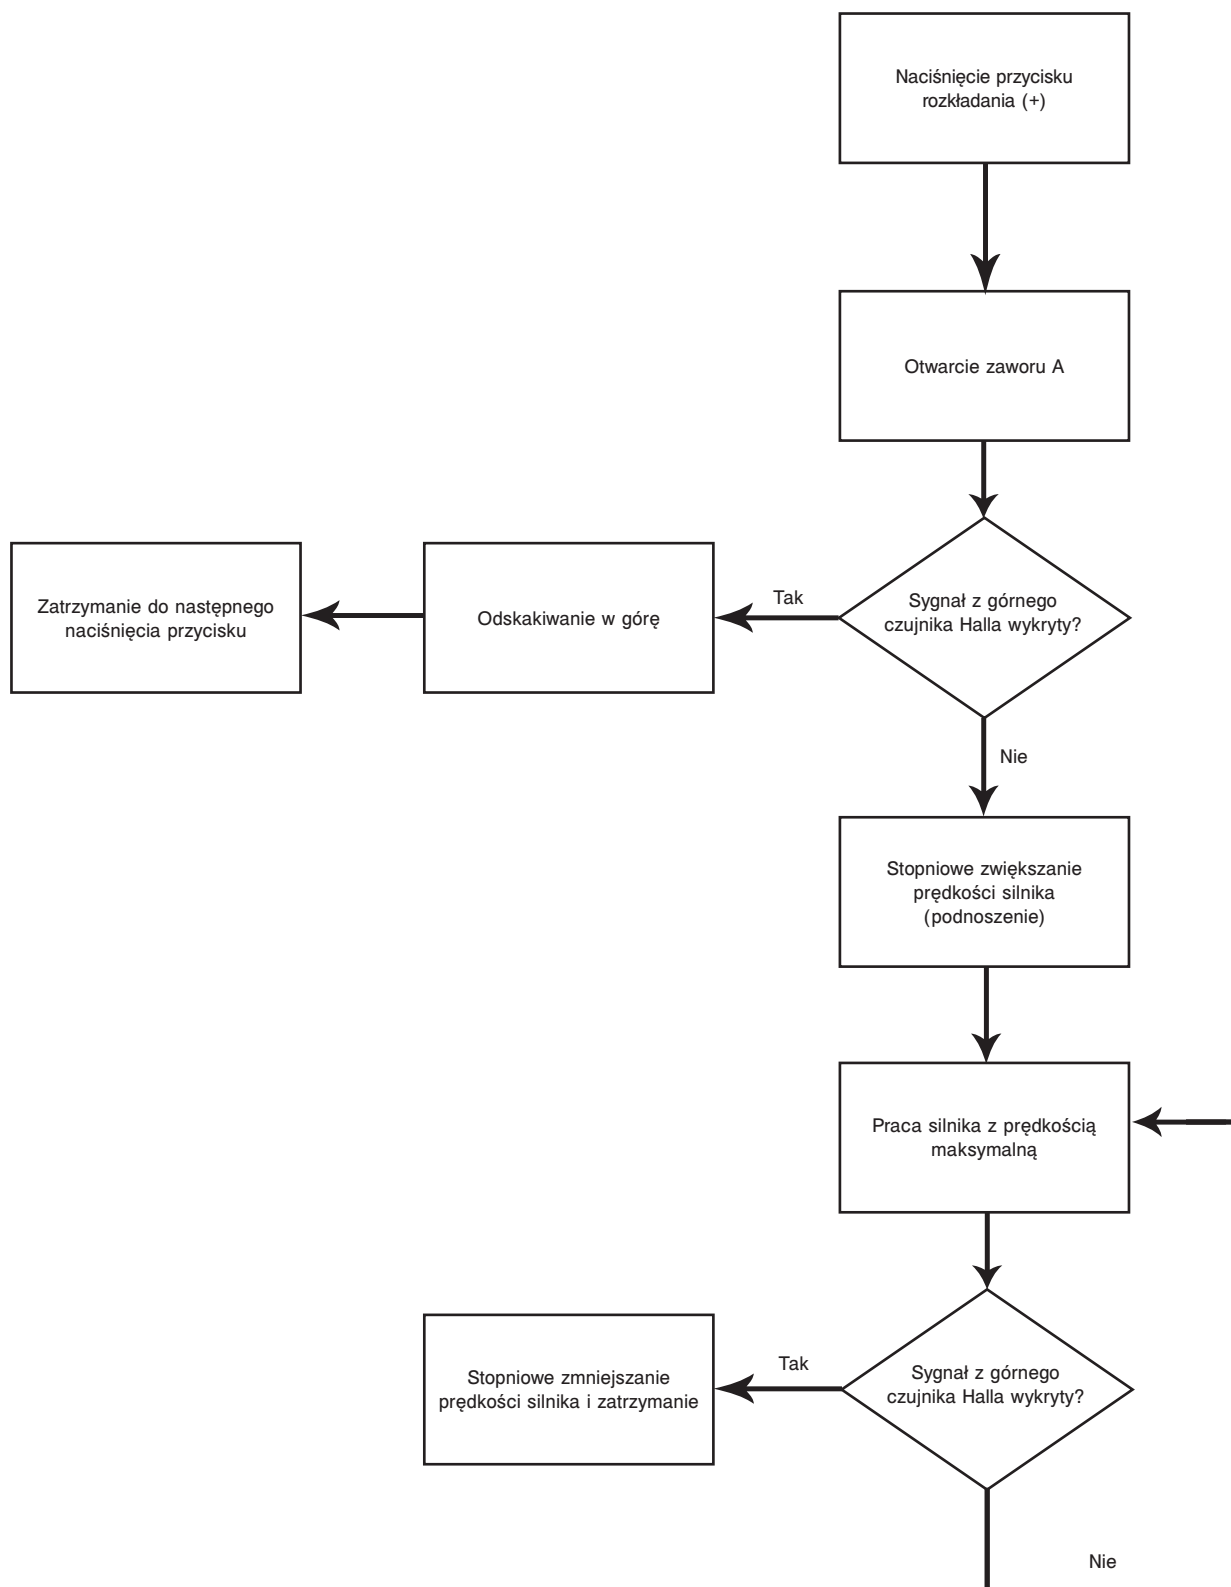 Naciśnięcie przycisku
rozkładania (+)
Otwarcie zaworu A
Sygnał z górnego
czujnika Halla wykryty?
Tak
Odskakiwanie w górę
Zatrzymanie do następnego
naciśnięcia przycisku
Nie
Stopniowe zwiększanie
prędkości silnika
(podnoszenie)
Praca silnika z prędkością
maksymalną
Sygnał z górnego
czujnika Halla wykryty?
Tak
Stopniowe zmniejszanie
prędkości silnika i zatrzymanie
Nie